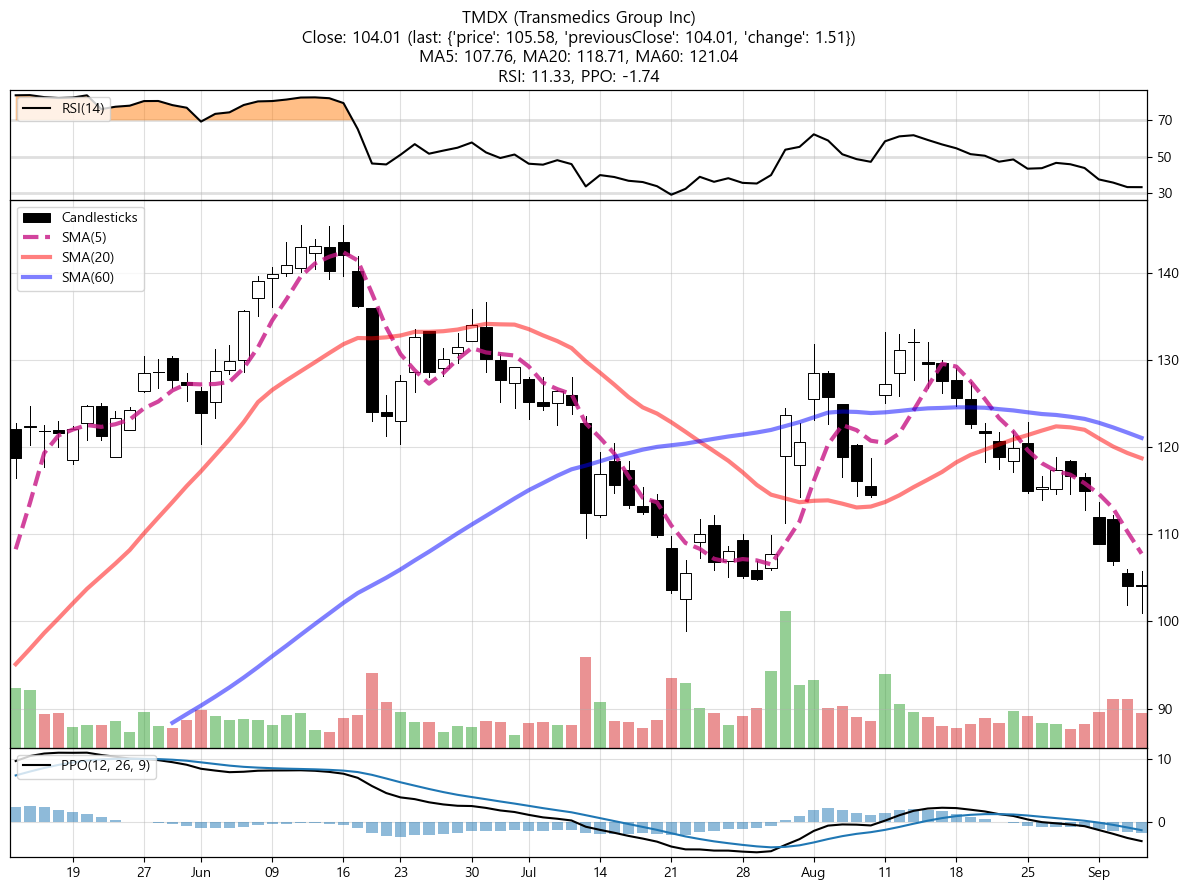 TMDX (Transmedics Group Inc)
Close: 104.01 (last: {'price': 105.58, 'previousClose': 104.01, 'change': 1.51})
MA5: 107.76, MA20: 118.71, MA60: 121.04
RSI: 11.33, PPO: -1.74
RSI(14)
70
50
30
Candlesticks
SMA(5)
SMA(20)
SMA(60)
140
130
120
110
100
90
PPO(12, 26, 9)
10
0
19 27 Jun 09 16 23 30 Jul 14 21 28 Aug 11 18 25 Sep